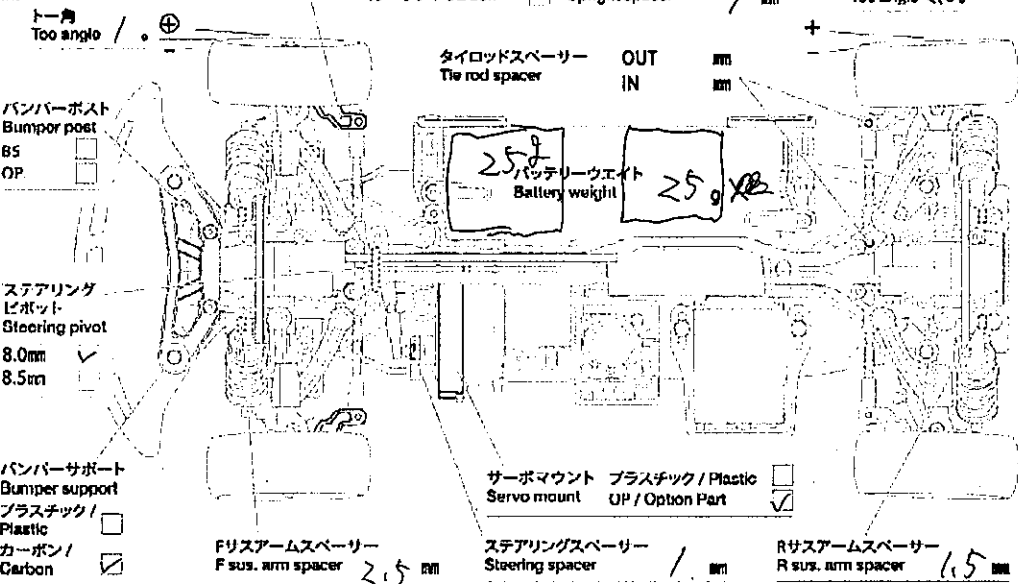 トー角
Too anglo 1. ⊕
−
+
−
タイロッドスペーサー OUT mm
Tie rod spacer IN mm
バンパーポスト
Bumpor post
BS
OP
25g
バッテリーウエイト
Battery weight
25g
ステアリング
ピボット
Steering pivot
8.0mm ✓
8.5mm
バンパーサポート
Bumper support
プラスチック /
Plastic
カーボン /
Carbon ✓
サーボマウント プラスチック / Plastic
Servo mount OP / Option Part ✓
Fリスアームスペーサー
F sus. arm spacer 2.5 mm
ステアリングスペーサー
Steering spacer 1. mm
Rサスアームスペーサー
R sus. arm spacer 1.5 mm